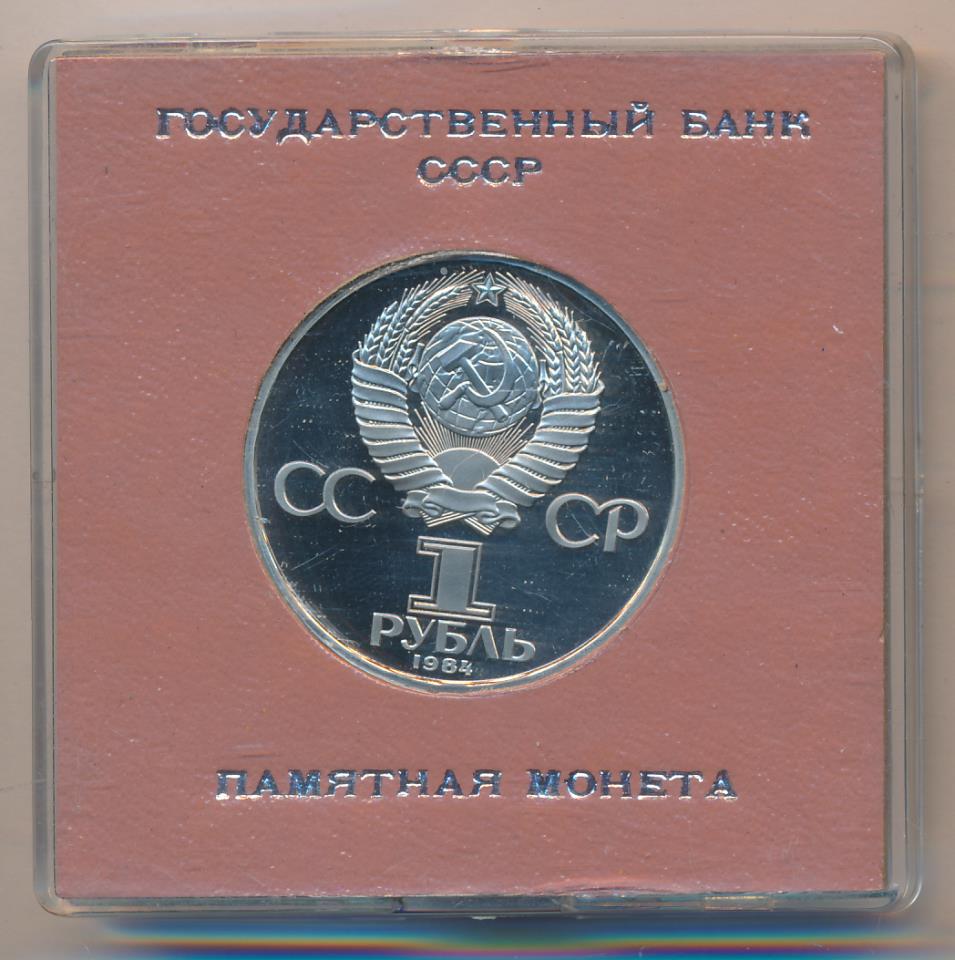 ГОСУДАРСТВЕННЫЙ БАНК
СССР
СС СР
1
РУБЛЬ
1984
ПАМЯТНАЯ МОНЕТА